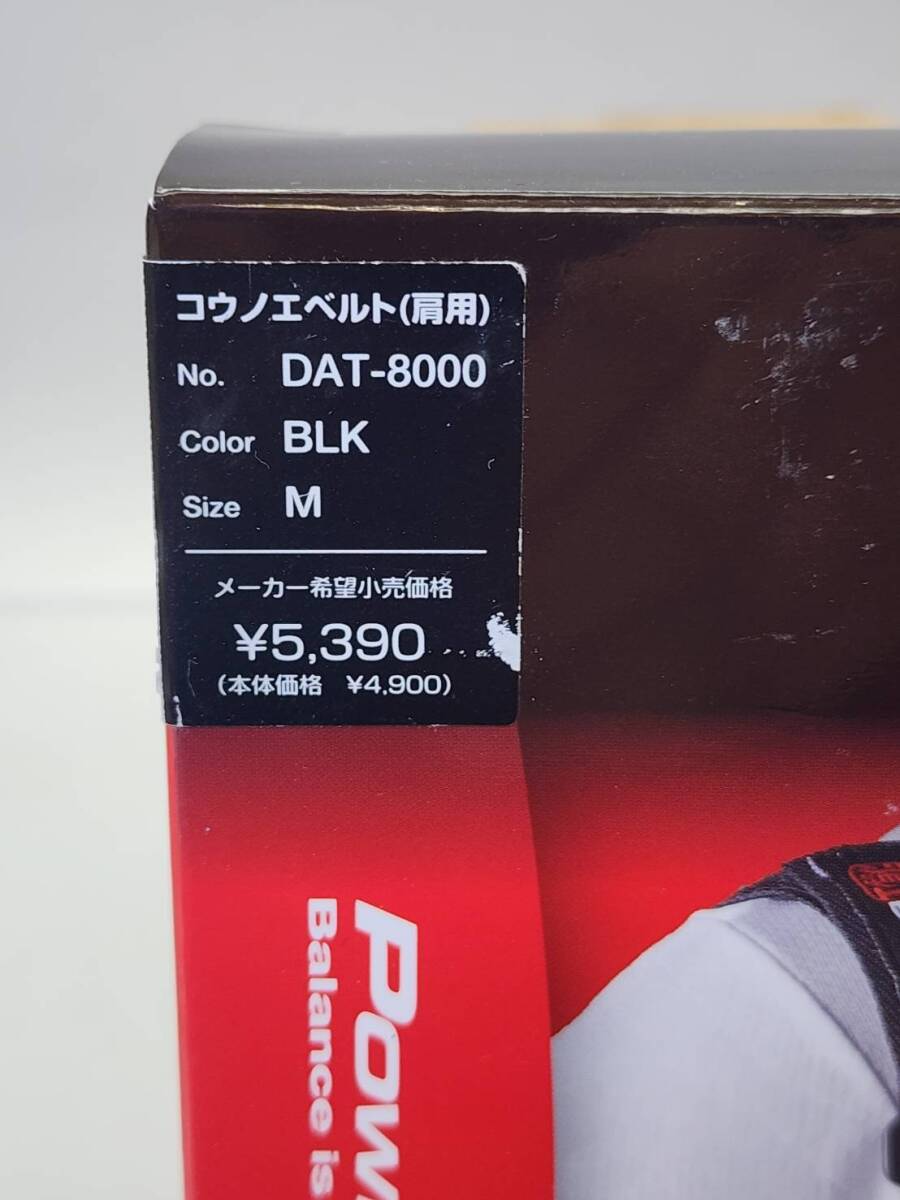 コウノエベルト(肩用)
No. DAT-8000
Color BLK
Size M
メーカー希望小売価格
¥5,390
(本体価格 ¥4,900)
Balance is